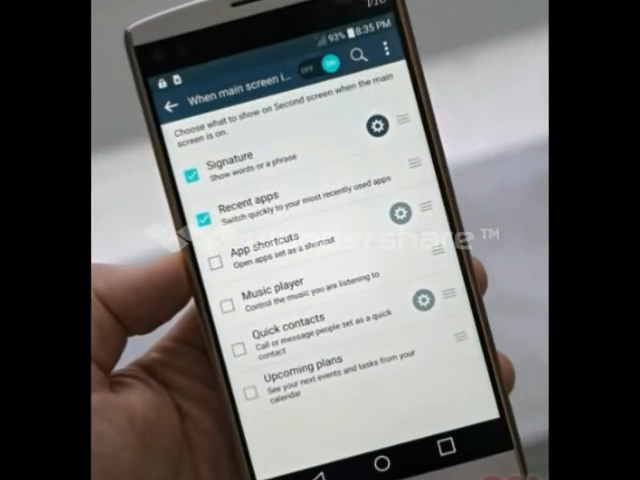 93% 8:35 PM
When main screen i... OFF ON
Choose what to show on Second screen when the main
screen is on.
Signature
Show words or a phrase
Recent apps
Switch quickly to your most recently used apps
App shortcuts
Open apps set as a shortcut
Music player
Control the music you are listening to
Quick contacts
Call or message people set as a quick
contact
Upcoming plans
See your next events and tasks from your
calendar